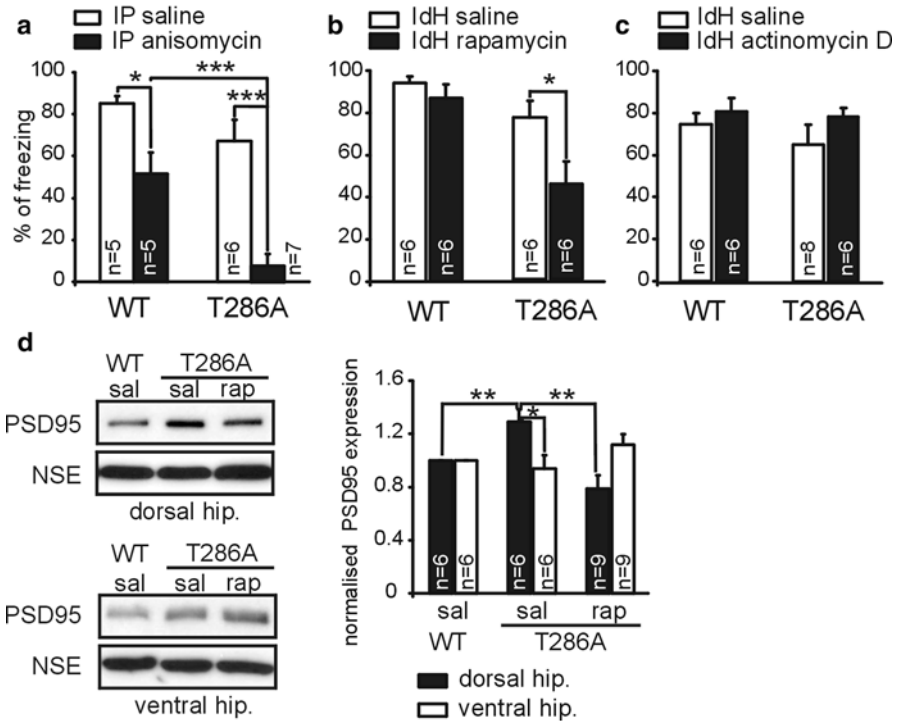 a
IP saline
IP anisomycin
% of freezing
100
80
60
40
20
0
*
***
***
n=5
n=5
n=6
n=7
WT
T286A
b
IdH saline
IdH rapamycin
100
80
60
40
20
0
*
n=6
n=6
n=6
n=6
WT
T286A
c
IdH saline
IdH actinomycin D
100
80
60
40
20
0
n=6
n=6
n=8
n=6
WT
T286A
d
WT
T286A
sal
sal
rap
PSD95
NSE
dorsal hip.
WT
T286A
sal
sal
rap
PSD95
NSE
ventral hip.
normalised PSD95 expression
1.6
1.2
0.8
0.4
0
**
**
*
n=6
n=6
n=6
n=6
n=9
n=9
sal
sal
rap
WT
T286A
dorsal hip.
ventral hip.